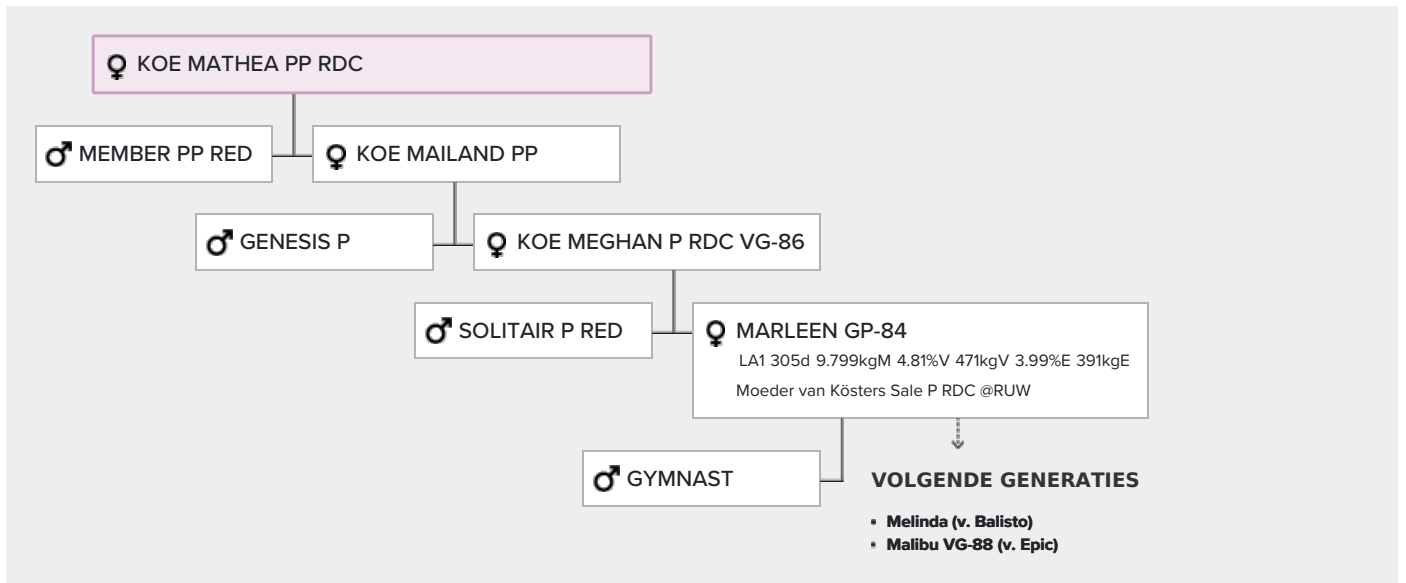 KOE MATHEA PP RDC
MEMBER PP RED
KOE MAILAND PP
GENESIS P
KOE MEGHAN P RDC VG-86
SOLITAIR P RED
MARLEEN GP-84
LA1 305d 9.799kgM 4.81%V 471kgV 3.99%E 391kgE
Moeder van Kösters Sale P RDC @RUW
GYMNAST
VOLGENDE GENERATIES
• Melinda (v. Balisto)
• Malibu VG-88 (v. Epic)